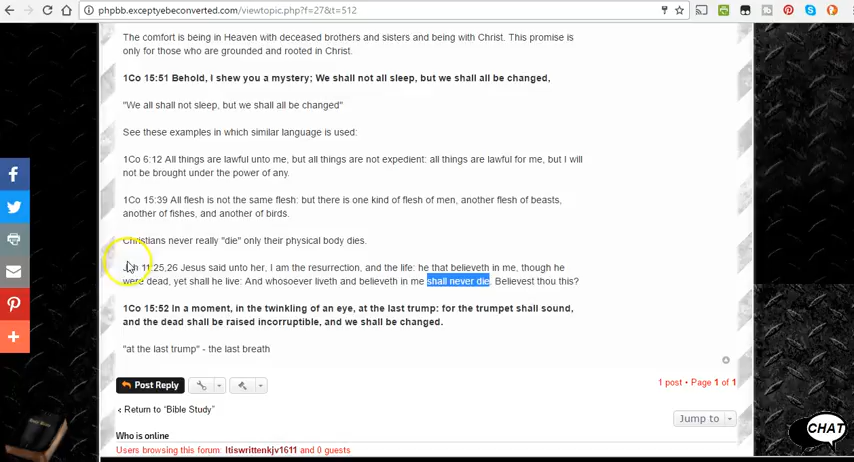 phpbb.exceptyebeconverted.com/viewtopic.php?f=27&t=512
The comfort is being in Heaven with deceased brothers and sisters and being with Christ. This promise is
only for those who are grounded and rooted in Christ.
1Co 15:51 Behold, I shew you a mystery; We shall not all sleep, but we shall all be changed,
"We all shall not sleep, but we shall all be changed"
See these examples in which similar language is used:
1Co 6:12 All things are lawful unto me, but all things are not expedient: all things are lawful for me, but I will
not be brought under the power of any.
1Co 15:39 All flesh is not the same flesh: but there is one kind of flesh of men, another flesh of beasts,
another of fishes, and another of birds.
Christians never really "die" only their physical body dies.
Joh 11:25,26 Jesus said unto her, I am the resurrection, and the life: he that believeth in me, though he
were dead, yet shall he live: And whosoever liveth and believeth in me shall never die. Believest thou this?
1Co 15:52 In a moment, in the twinkling of an eye, at the last trump: for the trumpet shall sound,
and the dead shall be raised incorruptible, and we shall be changed.
"at the last trump" - the last breath
Post Reply
1 post • Page 1 of 1
Return to "Bible Study"
Jump to
CHAT
Who is online
Users browsing this forum: Itiswrittenkjv1611 and 0 guests